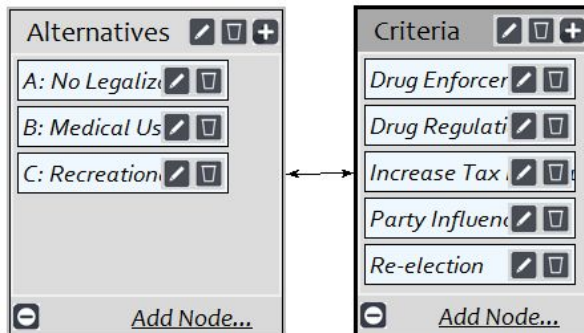 Alternatives
A: No Legaliz
B: Medical Us
C: Recreation
Add Node...
Criteria
Drug Enforcer
Drug Regulati
Increase Tax
Party Influen
Re-election
Add Node...